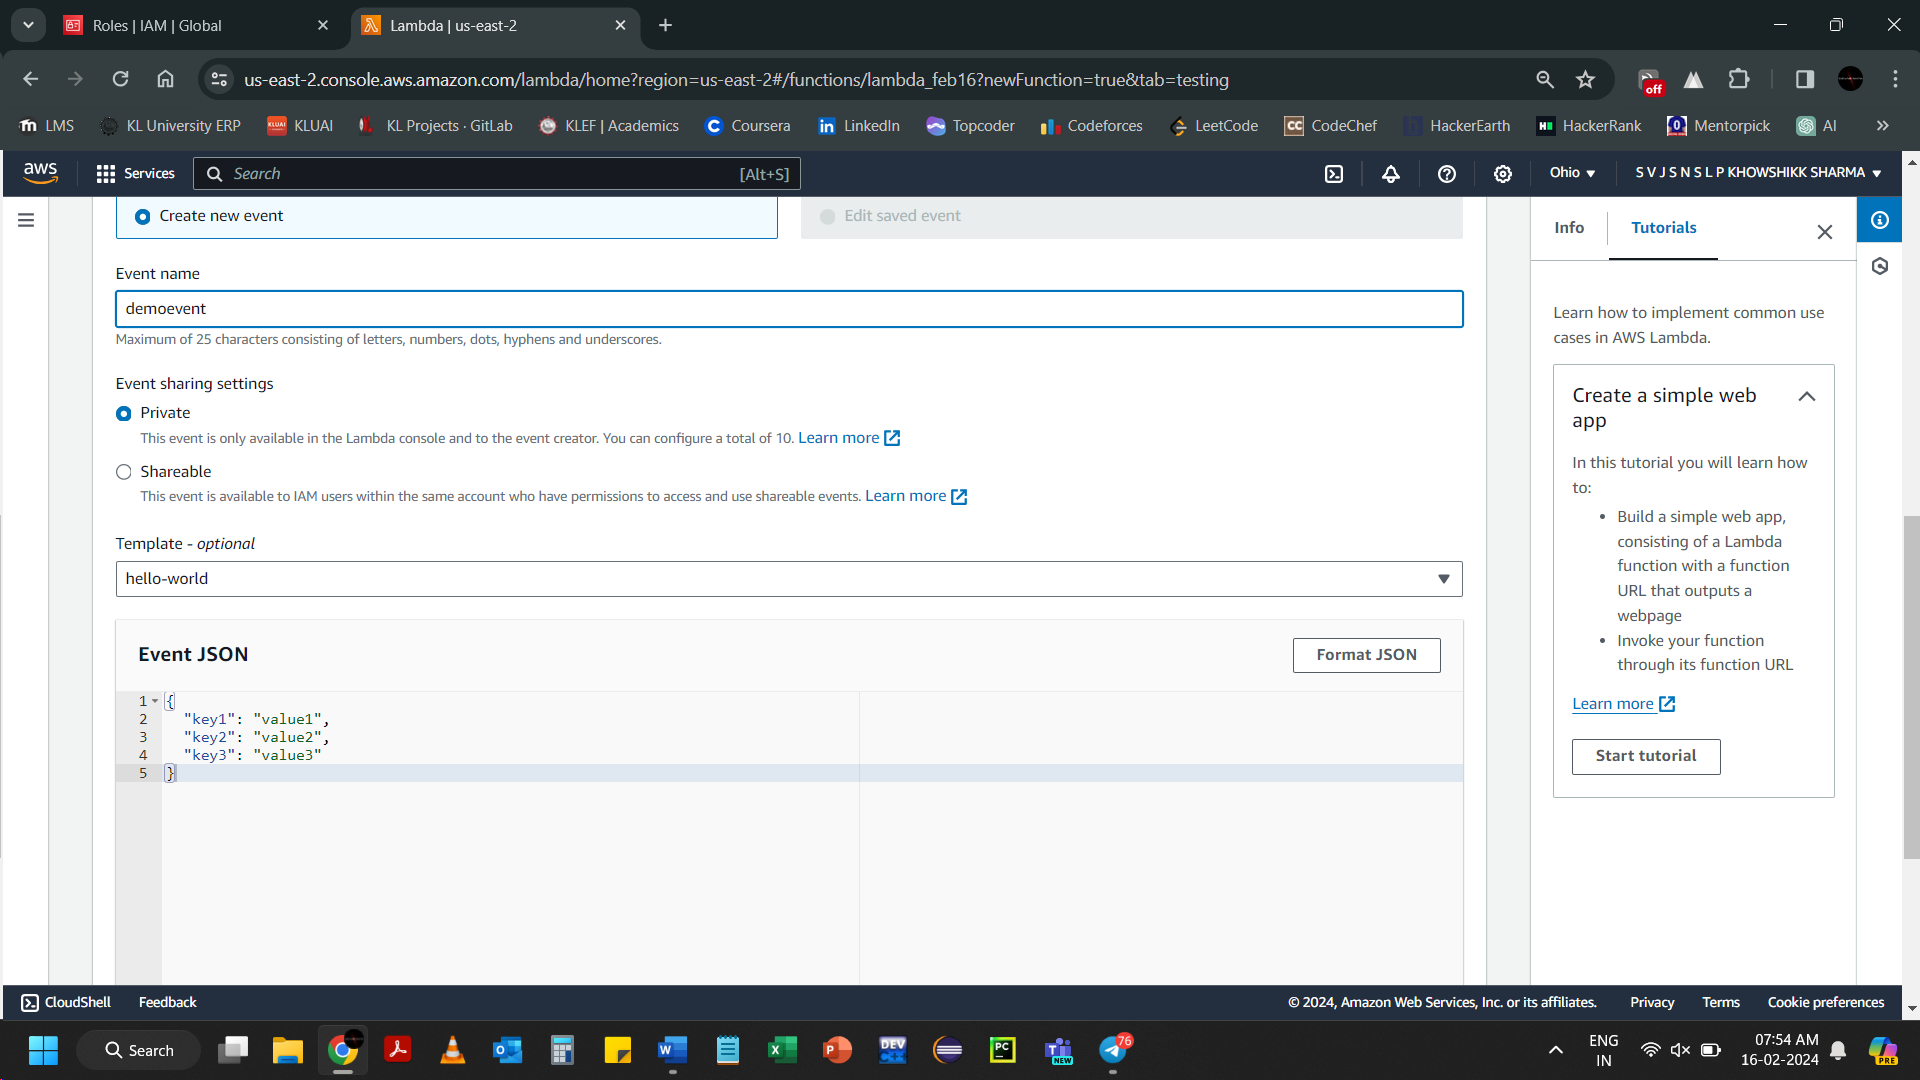 Roles | IAM | Global
Lambda | us-east-2
us-east-2.console.aws.amazon.com/lambda/home?region=us-east-2#/functions/lambda_feb16?newFunction=true&tab=testing
off
LMS
KL University ERP
KLUAI
KLUAI
KL Projects · GitLab
KLEF | Academics
Coursera
LinkedIn
Topcoder
Codeforces
LeetCode
CC
CodeChef
HackerEarth
HackerRank
Mentorpick
AI
aws
Services
Search
[Alt+S]
Ohio
S V J S N S L P KHOWSHIKK SHARMA
Create new event
Edit saved event
Info
Tutorials
Event name
demoevent
Maximum of 25 characters consisting of letters, numbers, dots, hyphens and underscores.
Event sharing settings
Private
This event is only available in the Lambda console and to the event creator. You can configure a total of 10. Learn more
Shareable
This event is available to IAM users within the same account who have permissions to access and use shareable events. Learn more
Template - optional
hello-world
Event JSON
Format JSON
1 {
2 "key1": "value1",
3 "key2": "value2",
4 "key3": "value3"
5 }
Learn how to implement common use
cases in AWS Lambda.
Create a simple web
app
In this tutorial you will learn how
to:
• Build a simple web app,
consisting of a Lambda
function with a function
URL that outputs a
webpage
• Invoke your function
through its function URL
Learn more
Start tutorial
CloudShell
Feedback
© 2024, Amazon Web Services, Inc. or its affiliates.
Privacy
Terms
Cookie preferences
Search
DEV
PC
NEW
76
ENG
IN
07:54 AM
16-02-2024
PRE